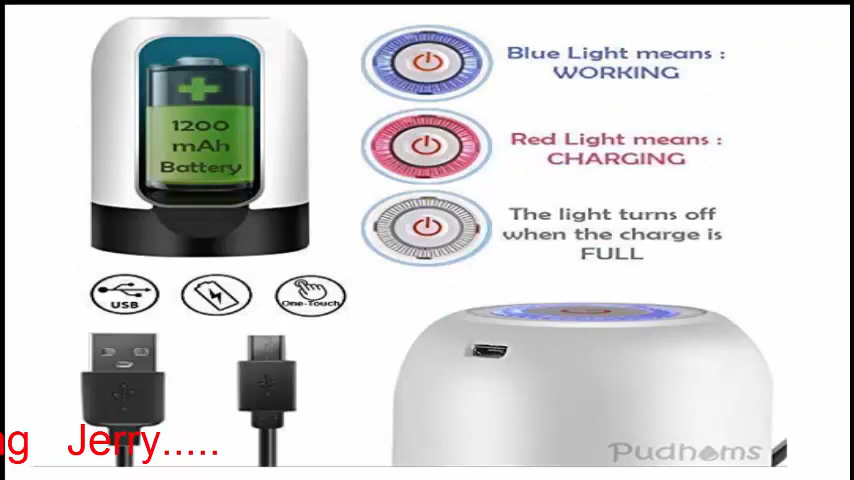 1200
mAh
Battery
Blue Light means :
WORKING
Red Light means :
CHARGING
The light turns off
when the charge is
FULL
USB
One-Touch
Jerry.....
Pudhoms